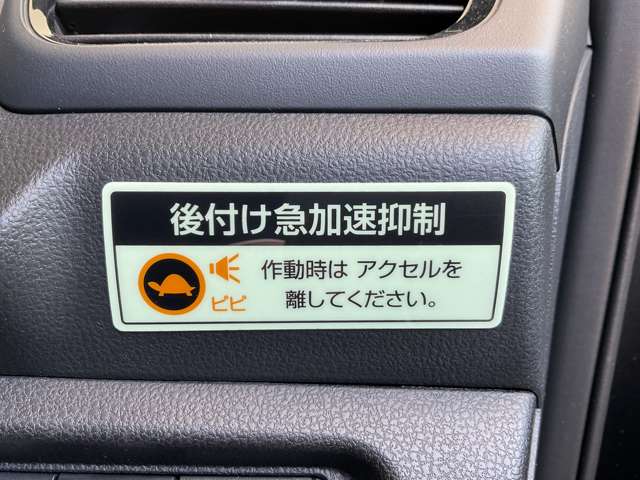 後付け急加速抑制
ピピ
作動時は アクセルを
離してください。